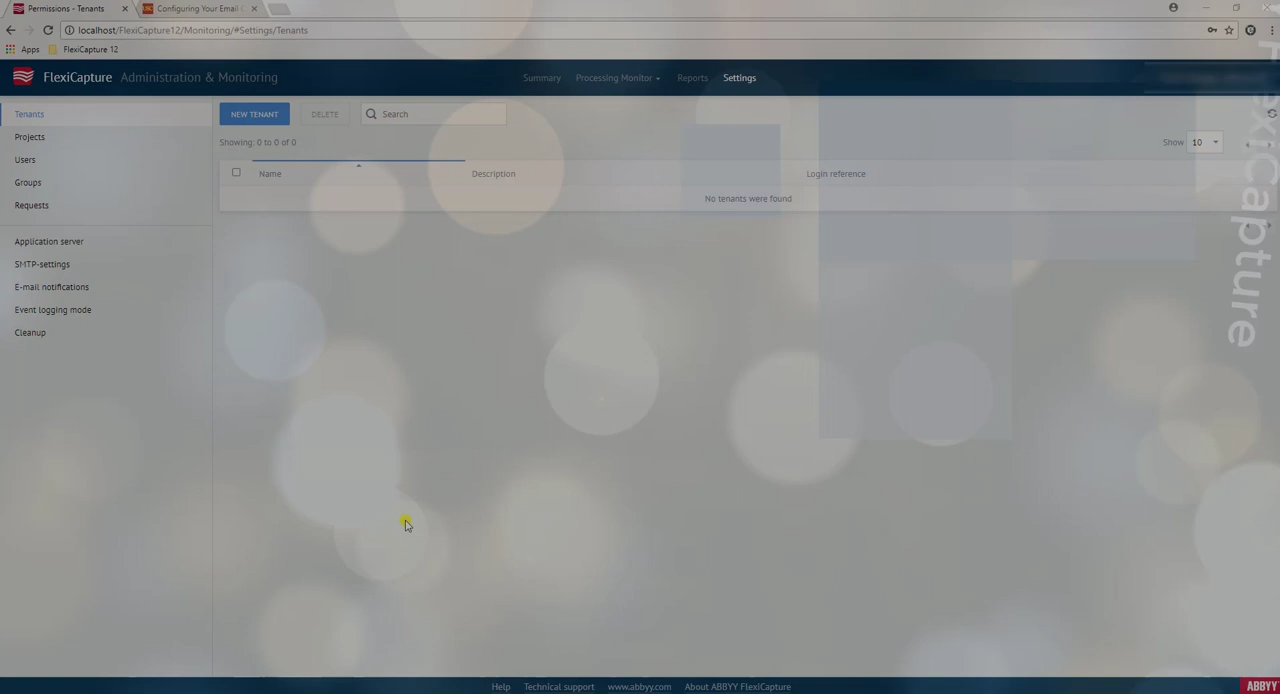 Permissions - Tenants
Configuring Your Email C
localhost/FlexiCapture12/Monitoring/#Settings/Tenants
Apps
FlexiCapture 12
FlexiCapture Administration & Monitoring
Summary
Processing Monitor
Reports
Settings
Tenants
Projects
Users
Groups
Requests
Application server
SMTP-settings
E-mail notifications
Event logging mode
Cleanup
NEW TENANT
DELETE
Search
Showing: 0 to 0 of 0
Show 10
Name
Description
Login reference
No tenants were found
FlexiCapture
Help
Technical support
www.abbyy.com
About ABBYY FlexiCapture
ABBYY